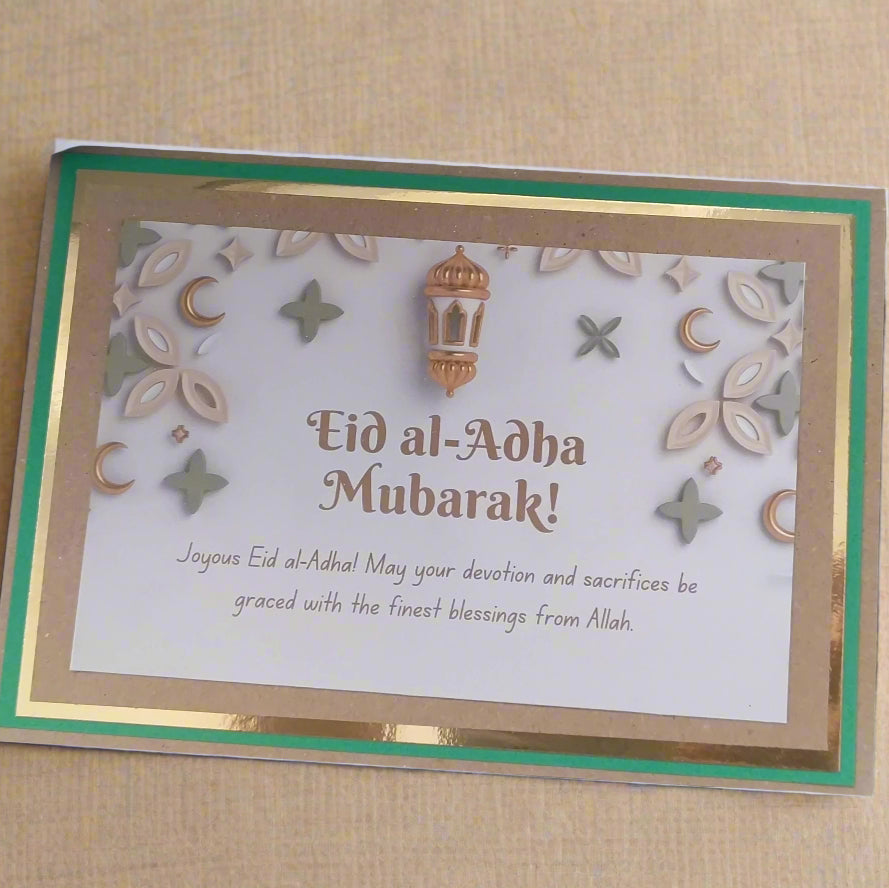 Eid al-Adha
Mubarak!
Joyous Eid al-Adha! May your devotion and sacrifices be
graced with the finest blessings from Allah.